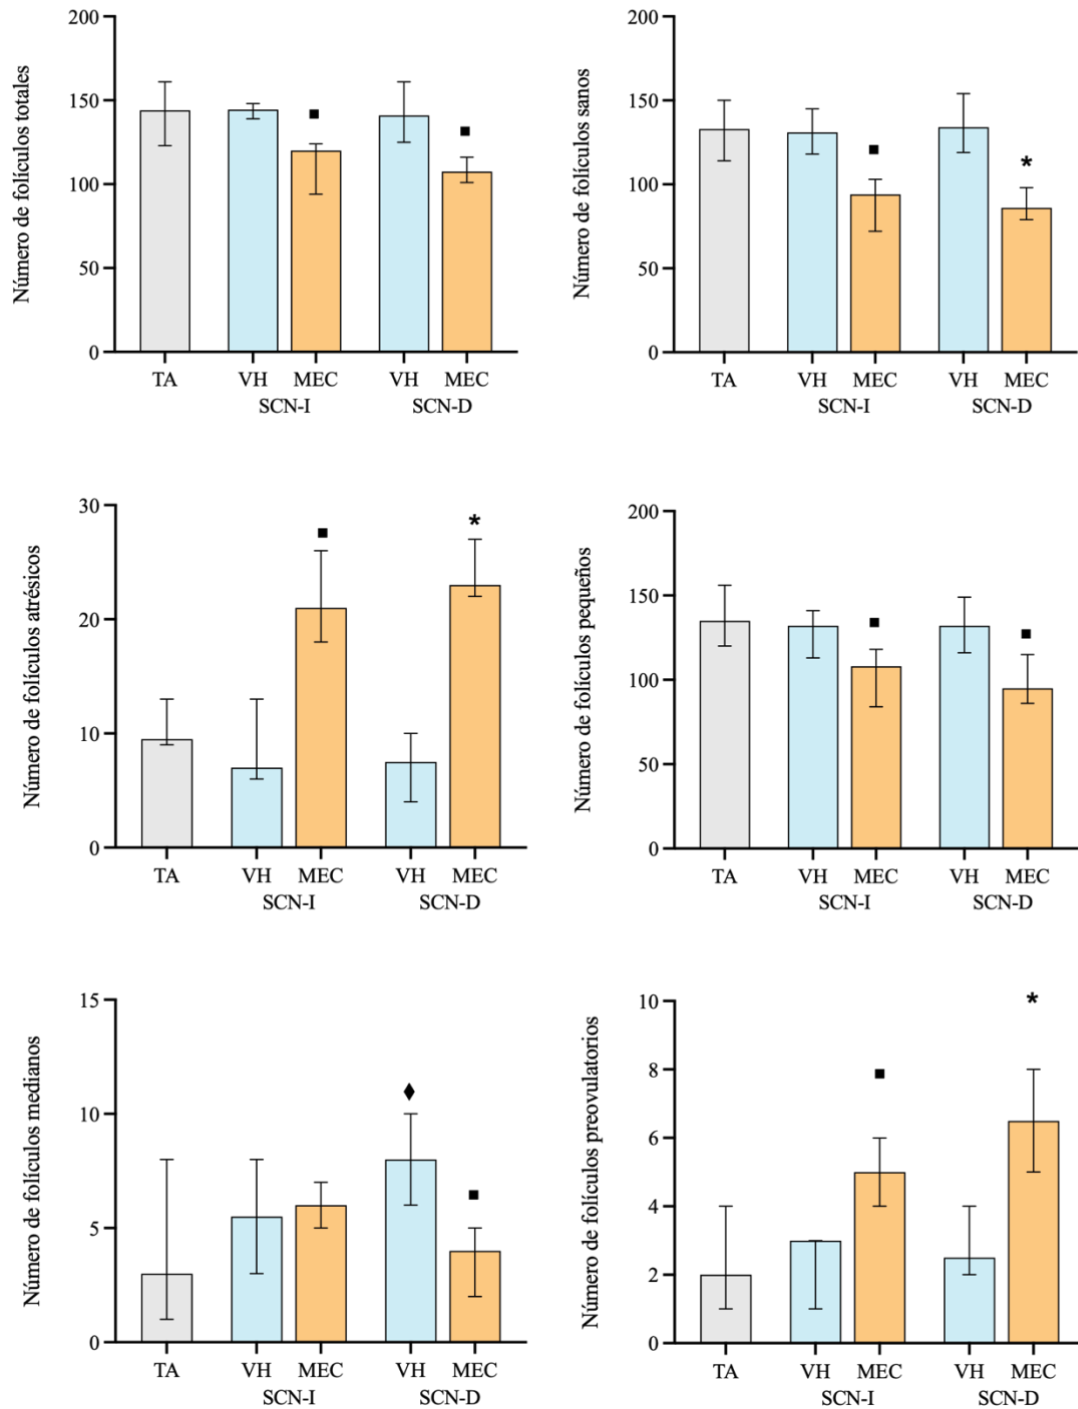 Número de folículos totales
200
150
100
50
0
TA VH MEC VH MEC
SCN-I SCN-D
Número de folículos sanos
200
150
100
50
0
TA VH MEC VH MEC
SCN-I SCN-D
Número de folículos atrésicos
30
20
10
0
TA VH MEC VH MEC
SCN-I SCN-D
*
Número de folículos pequeños
200
150
100
50
0
TA VH MEC VH MEC
SCN-I SCN-D
Número de folículos medianos
15
10
5
0
TA VH MEC VH MEC
SCN-I SCN-D
Número de folículos preovulatorios
10
8
6
4
2
0
TA VH MEC VH MEC
SCN-I SCN-D